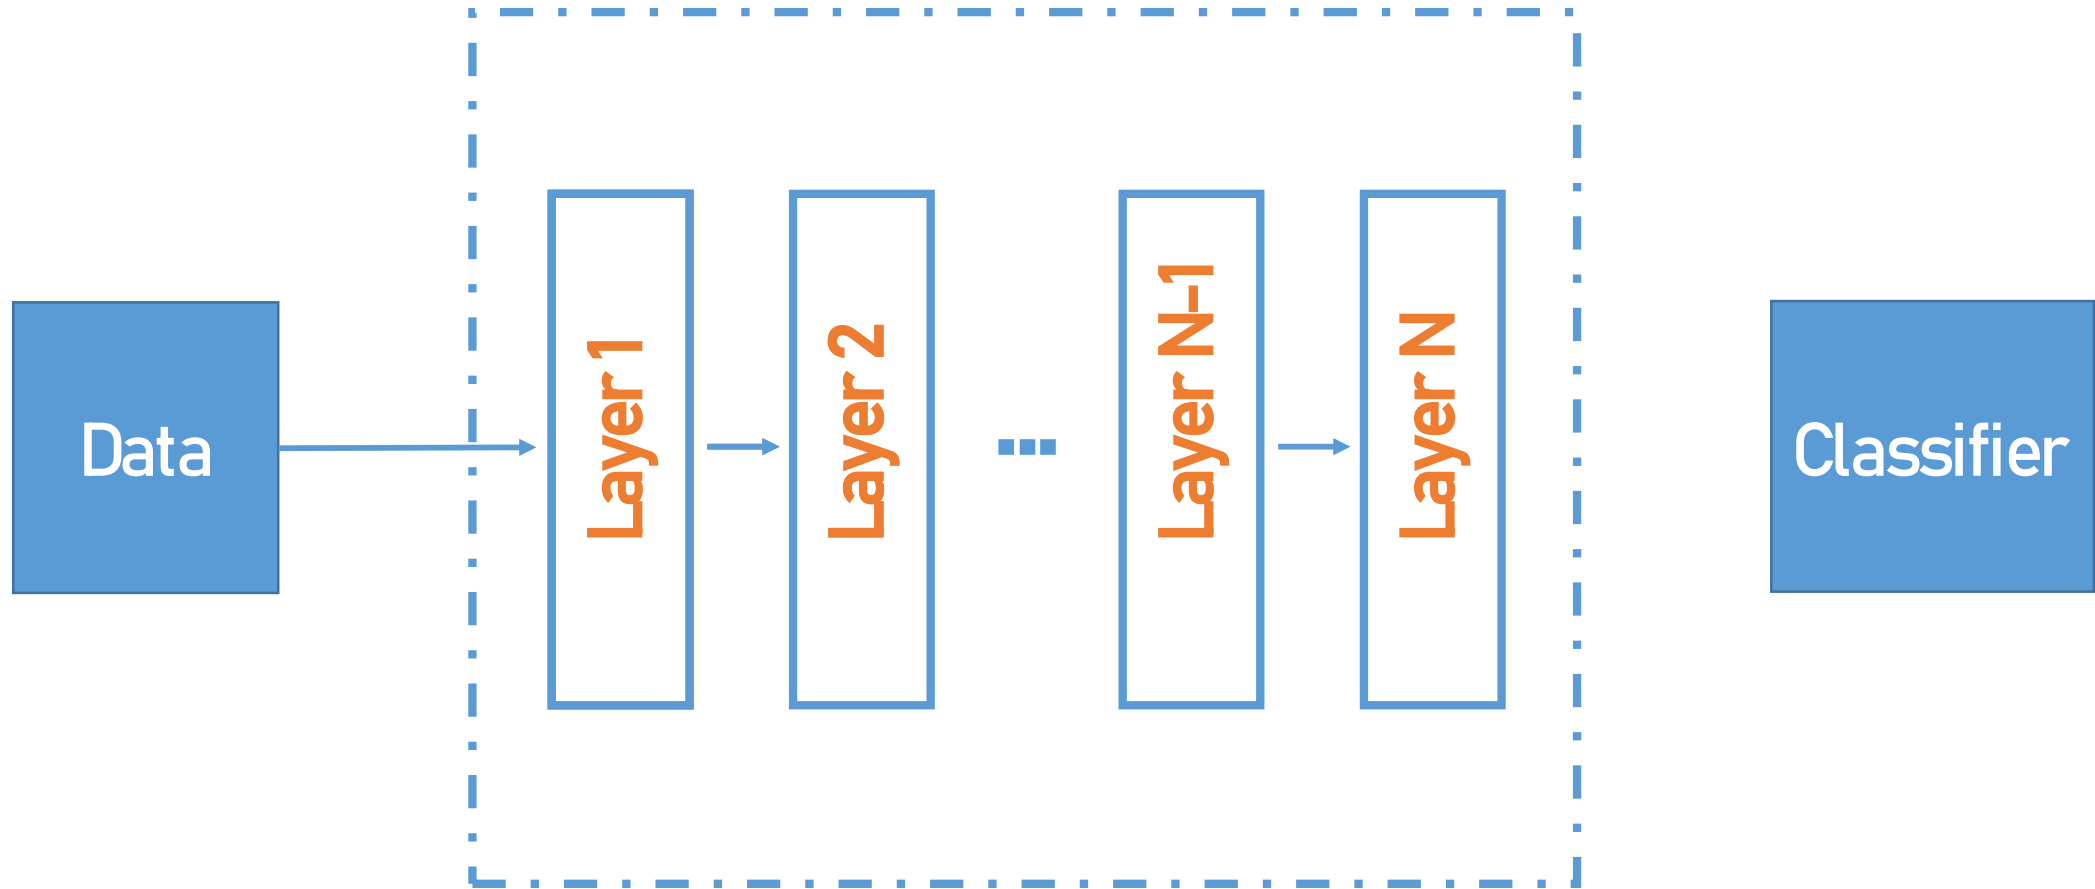 Data
Layer 1
Layer 2
Layer N-1
Layer N
Classifier